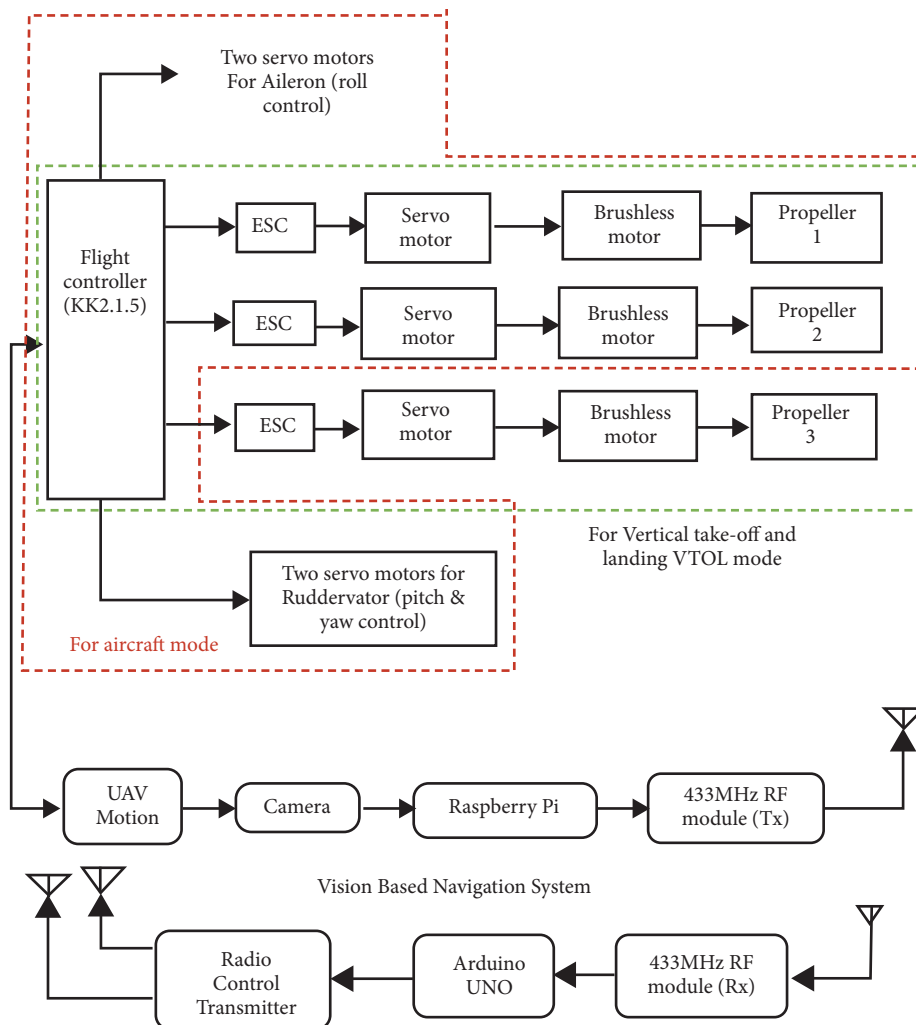 Two servo motors
For Aileron (roll
control)
Flight
controller
(KK2.1.5)
ESC
Servo
motor
Brushless
motor
Propeller
1
ESC
Servo
motor
Brushless
motor
Propeller
2
ESC
Servo
motor
Brushless
motor
Propeller
3
For Vertical take-off and
landing VTOL mode
Two servo motors for
Ruddervator (pitch &
yaw control)
For aircraft mode
UAV
Motion
Camera
Raspberry Pi
433MHz RF
module (Tx)
Vision Based Navigation System
Radio
Control
Transmitter
Arduino
UNO
433MHz RF
module (Rx)